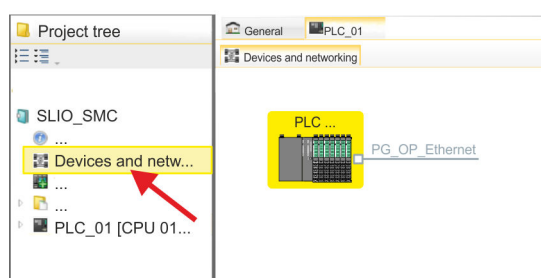 Project tree
General
PLC_01
Devices and networking
SLIO_SMC
...
Devices and netw...
...
...
PLC_01 [CPU 01...
PLC ...
PG_OP_Ethernet